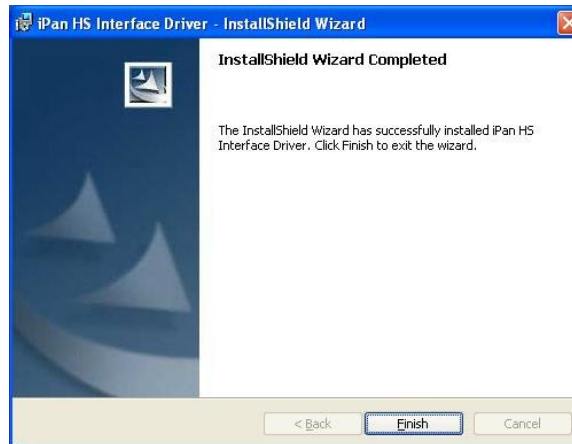 iPan HS Interface Driver - InstallShield Wizard
InstallShield Wizard Completed
The InstallShield Wizard has successfully installed iPan HS
Interface Driver. Click Finish to exit the wizard.
< Back
Finish
Cancel